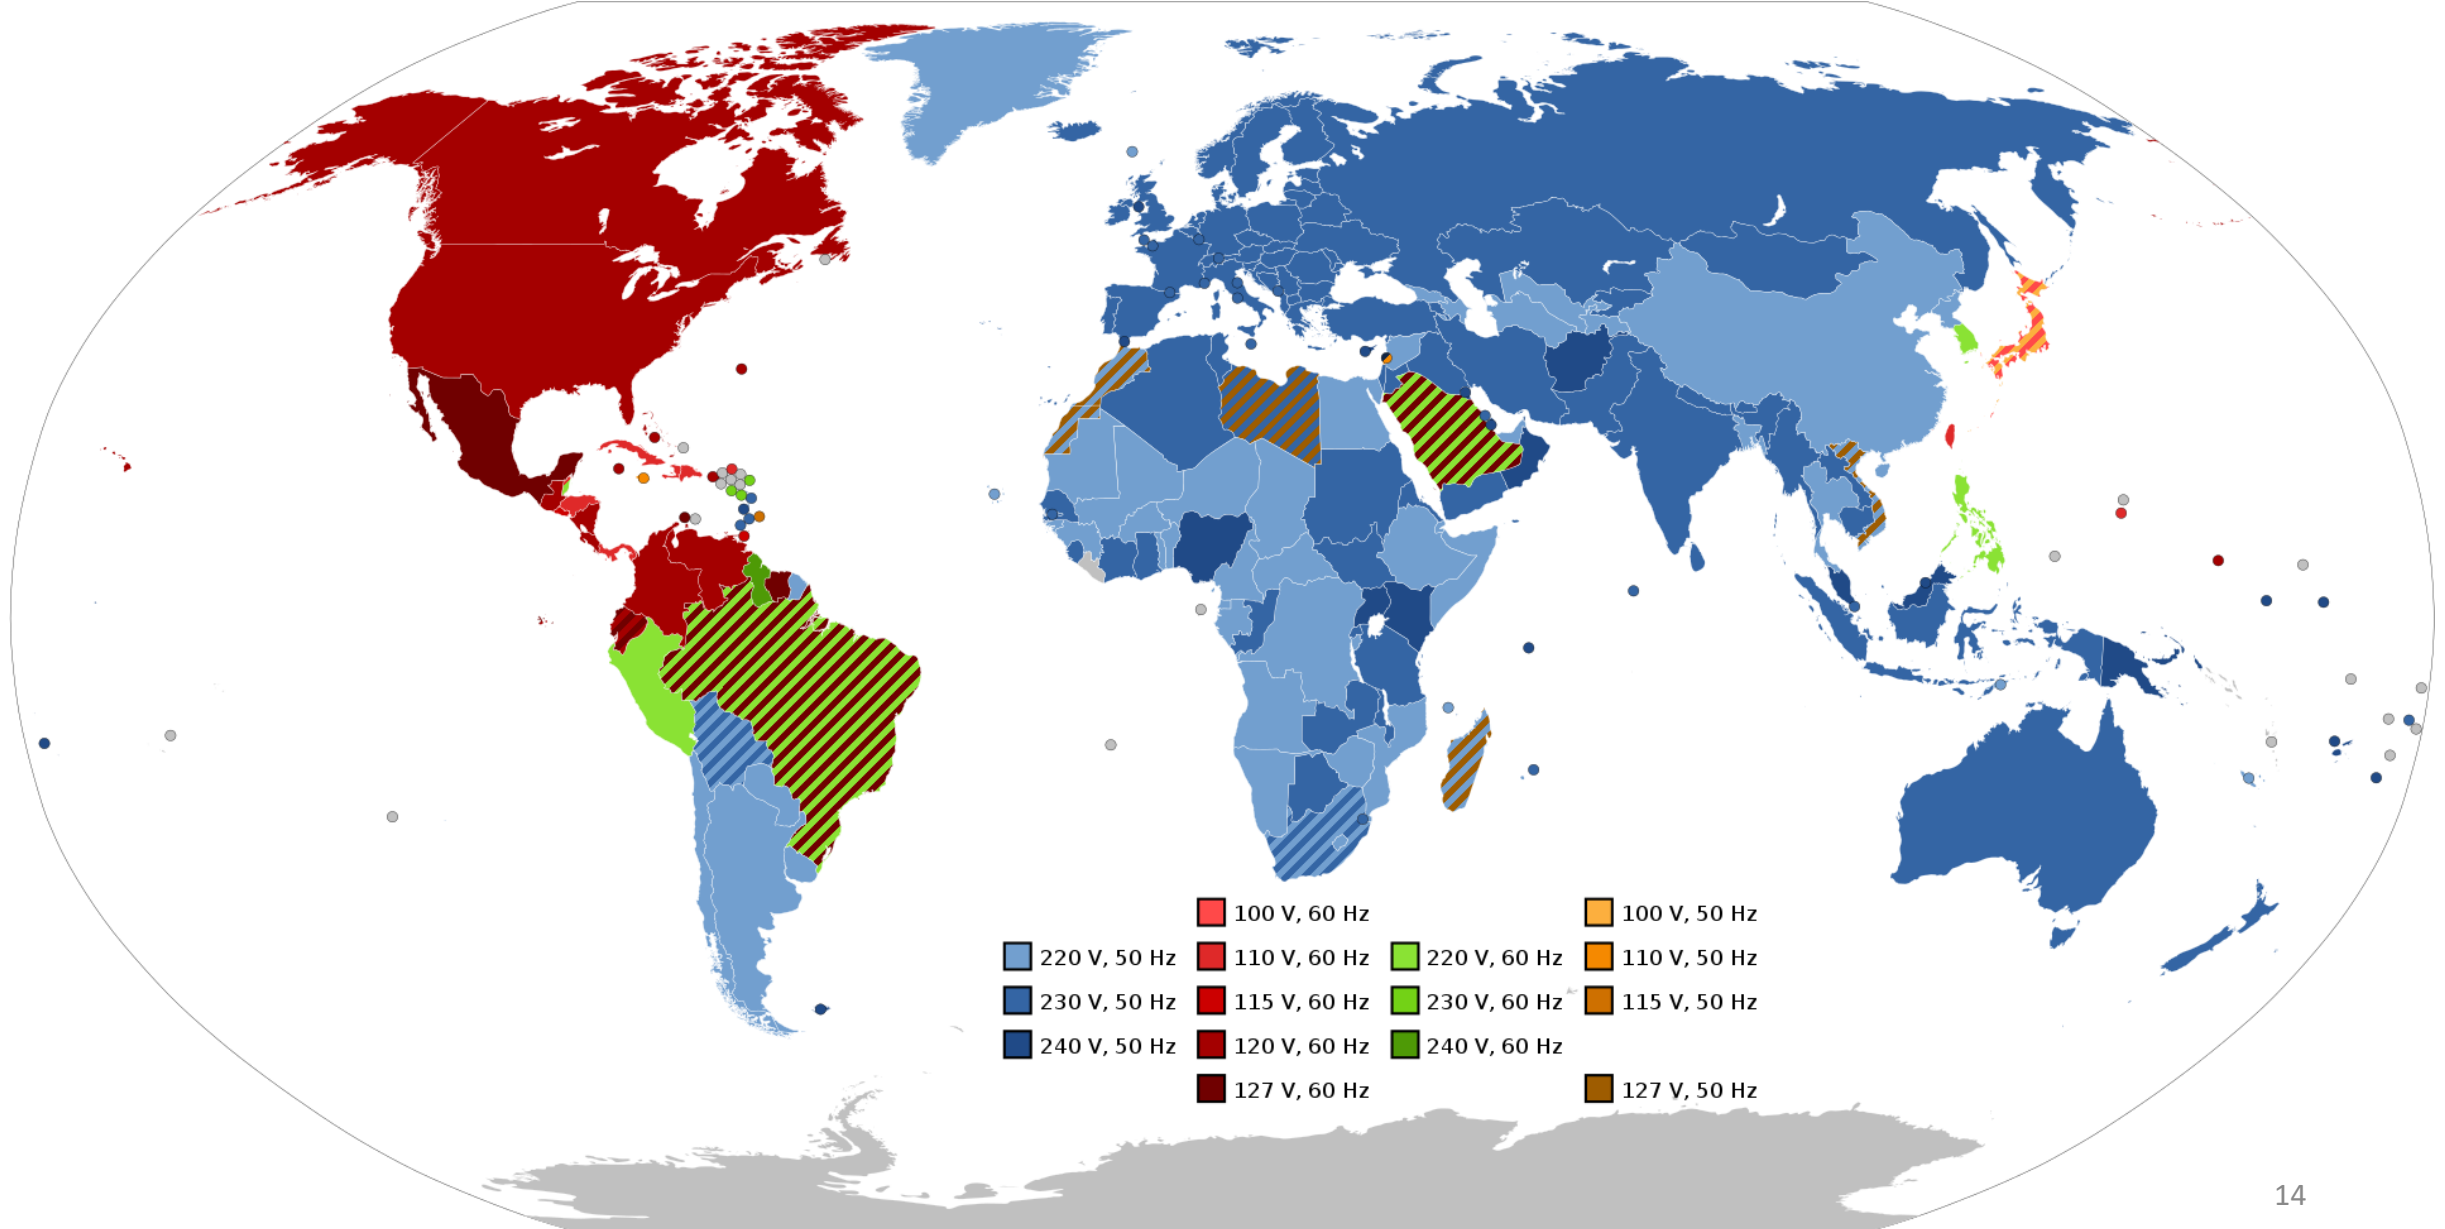 100 V, 60 Hz
100 V, 50 Hz
220 V, 50 Hz
110 V, 60 Hz
220 V, 60 Hz
110 V, 50 Hz
230 V, 50 Hz
115 V, 60 Hz
230 V, 60 Hz
115 V, 50 Hz
240 V, 50 Hz
120 V, 60 Hz
240 V, 60 Hz
127 V, 60 Hz
127 V, 50 Hz
14